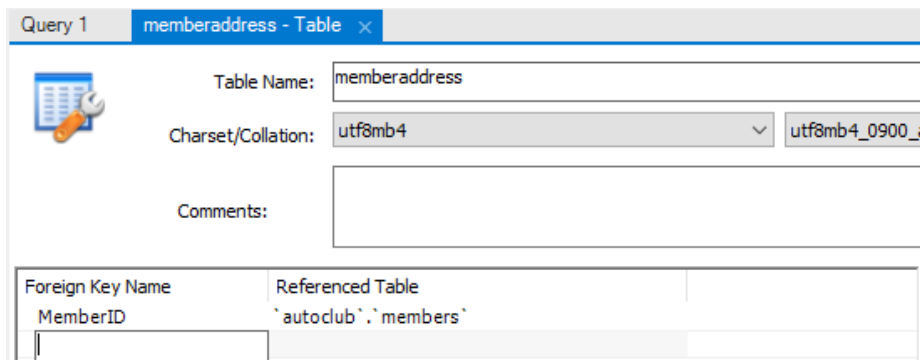 Query 1 memberaddress - Table ×
Table Name: memberaddress
Charset/Collation: utf8mb4 utf8mb4_0900_a
Comments:
Foreign Key Name Referenced Table
MemberID `autoclub`.`members`